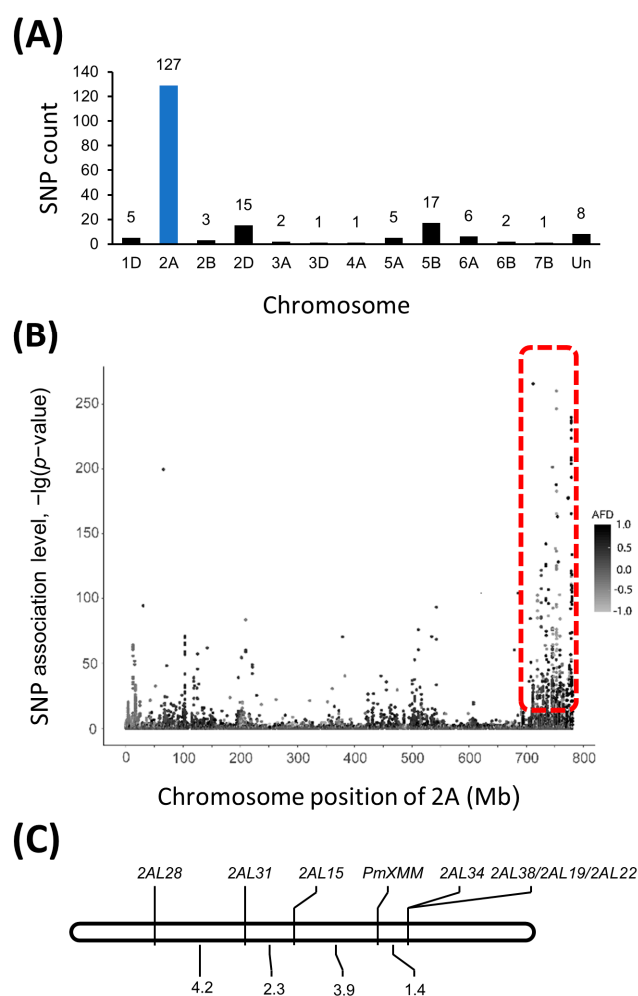 (A)
SNP count
140
120
100
80
60
40
20
0
5 127 3 15 2 1 1 5 17 6 2 1 8
1D 2A 2B 2D 3A 3D 4A 5A 5B 6A 6B 7B Un
Chromosome
(B)
SNP association level, −lg(p−value)
250
200
150
100
50
0
0 100 200 300 400 500 600 700 800
AFD
1.0
0.5
0.0
-0.5
-1.0
Chromosome position of 2A (Mb)
(C)
2AL28 2AL31 2AL15 PmXMM 2AL34 2AL38/2AL19/2AL22
4.2 2.3 3.9 1.4